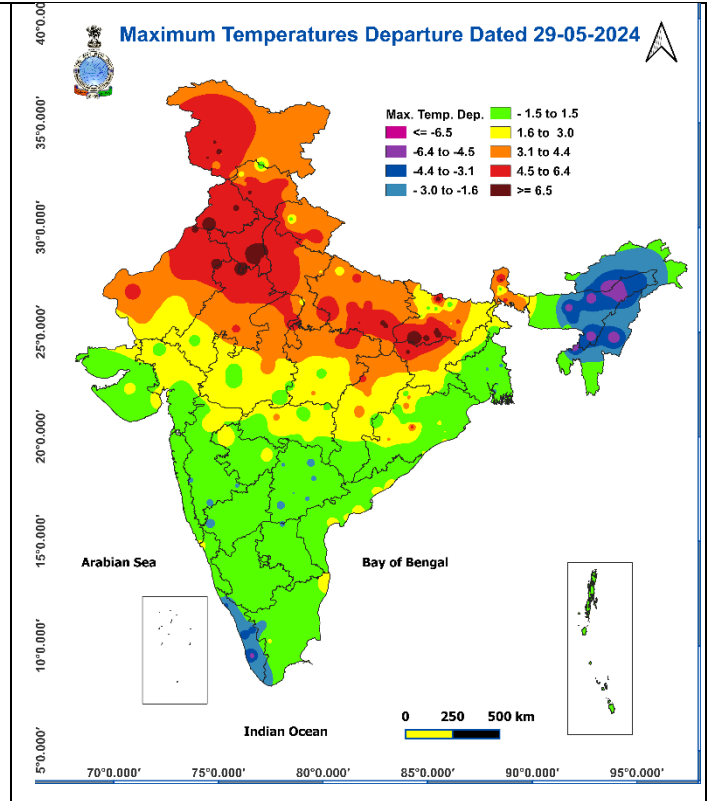 Maximum Temperatures Departure Dated 29-05-2024
Max. Temp. Dep.
<= -6.5
-6.4 to -4.5
-4.4 to -3.1
- 3.0 to -1.6
- 1.5 to 1.5
1.6 to 3.0
3.1 to 4.4
4.5 to 6.4
>= 6.5
40°0.00
35°0.000'
30°0.000'
25°0.000'
20°0.000'
15°0.000'
10°0.000'
5°0.000'
Arabian Sea
Bay of Bengal
Indian Ocean
0 250 500 km
70°0.000' 75°0.000' 80°0.000' 85°0.000' 90°0.000' 95°0.000'